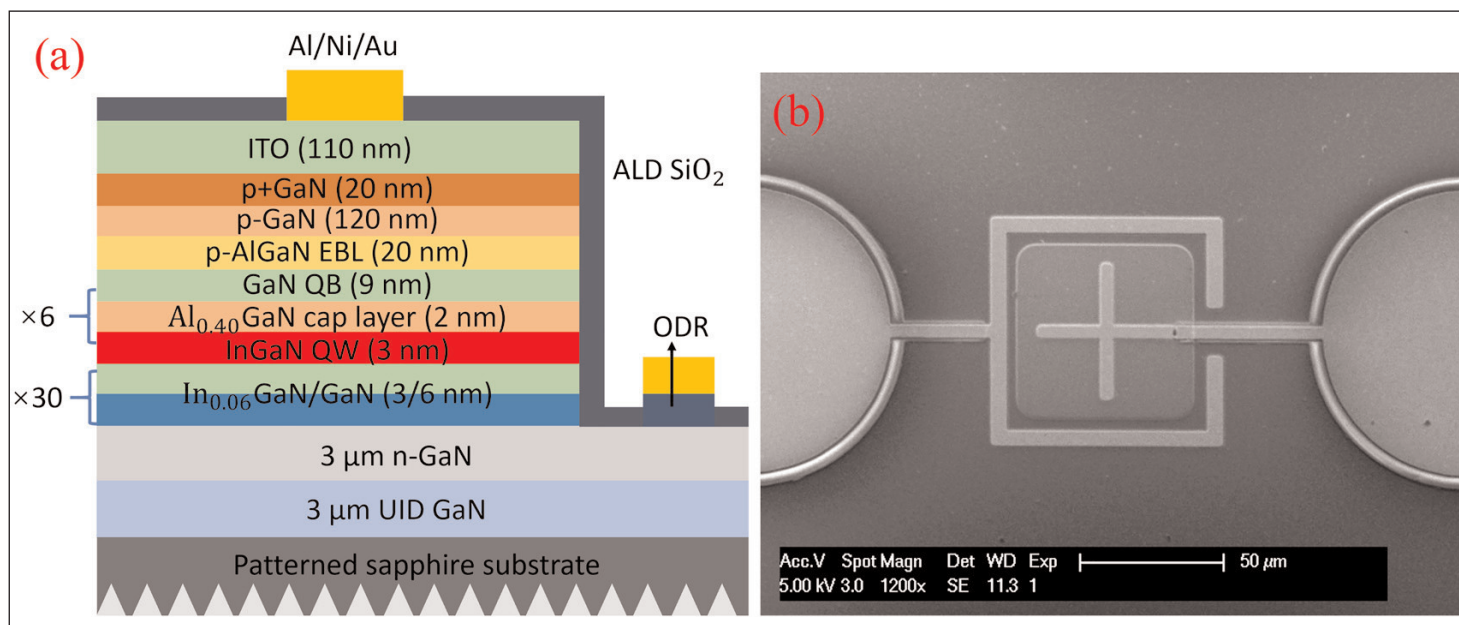 (a)
Al/Ni/Au
ITO (110 nm)
p+GaN (20 nm)
p-GaN (120 nm)
p-AlGaN EBL (20 nm)
GaN QB (9 nm)
Al₀.₄₀GaN cap layer (2 nm)
InGaN QW (3 nm)
In₀.₀₆GaN/GaN (3/6 nm)
×6
×30
ALD SiO₂
ODR
3 μm n-GaN
3 μm UID GaN
Patterned sapphire substrate
(b)
Acc.V Spot Magn Det WD Exp 50 μm
5.00 kV 3.0 1200x SE 11.3 1